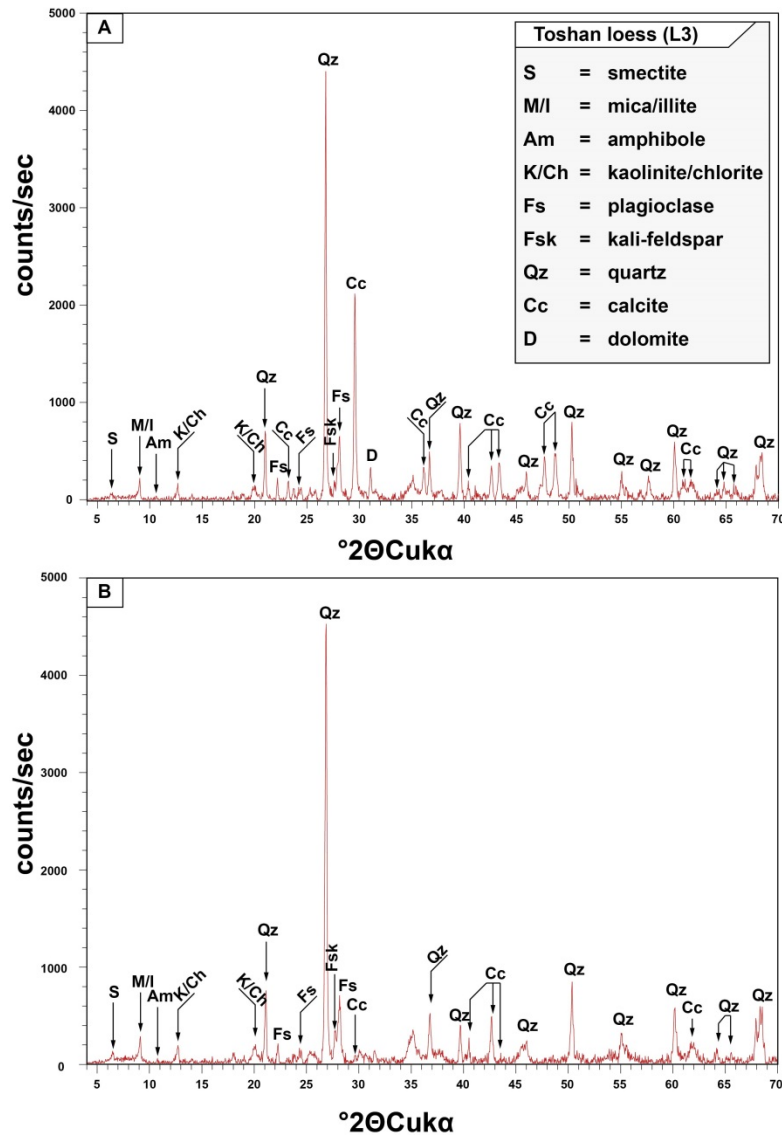 A
Toshan loess (L3)
S = smectite
M/I = mica/illite
Am = amphibole
K/Ch = kaolinite/chlorite
Fs = plagioclase
Fsk = kali-feldspar
Qz = quartz
Cc = calcite
D = dolomite
counts/sec
5000
4000
3000
2000
1000
0
Qz
Cc
Qz
S
M/I
Am
K/Ch
K/Ch
Fs
Cc
Fs
Fsk
Fs
D
Cc
Qz
Qz
Cc
Qz
Cc
Qz
Qz
Qz
Qz
Cc
Qz
5 10 15 20 25 30 35 40 45 50 55 60 65 70
°2ΘCukα
B
counts/sec
5000
4000
3000
2000
1000
0
Qz
S
M/I
Am
K/Ch
K/Ch
Qz
Fs
Fs
Fsk
Fs
Cc
Qz
Qz
Cc
Qz
Qz
Qz
Qz
Cc
Qz
Qz
5 10 15 20 25 30 35 40 45 50 55 60 65 70
°2ΘCukα